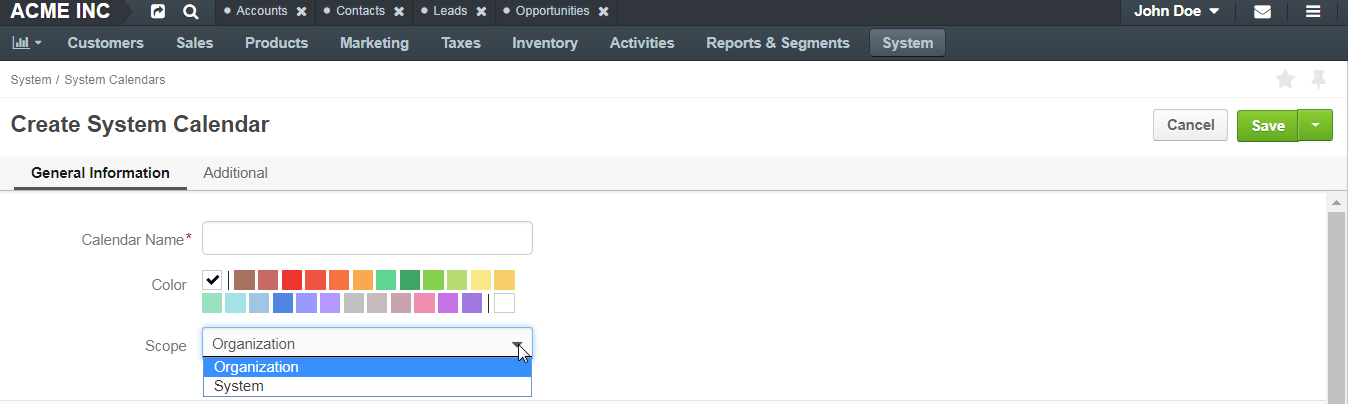 ACME INC Accounts Contacts Leads Opportunities John Doe
Customers Sales Products Marketing Taxes Inventory Activities Reports & Segments System
System / System Calendars
Create System Calendar Cancel Save
General Information Additional
Calendar Name*
Color
Scope Organization
Organization
System